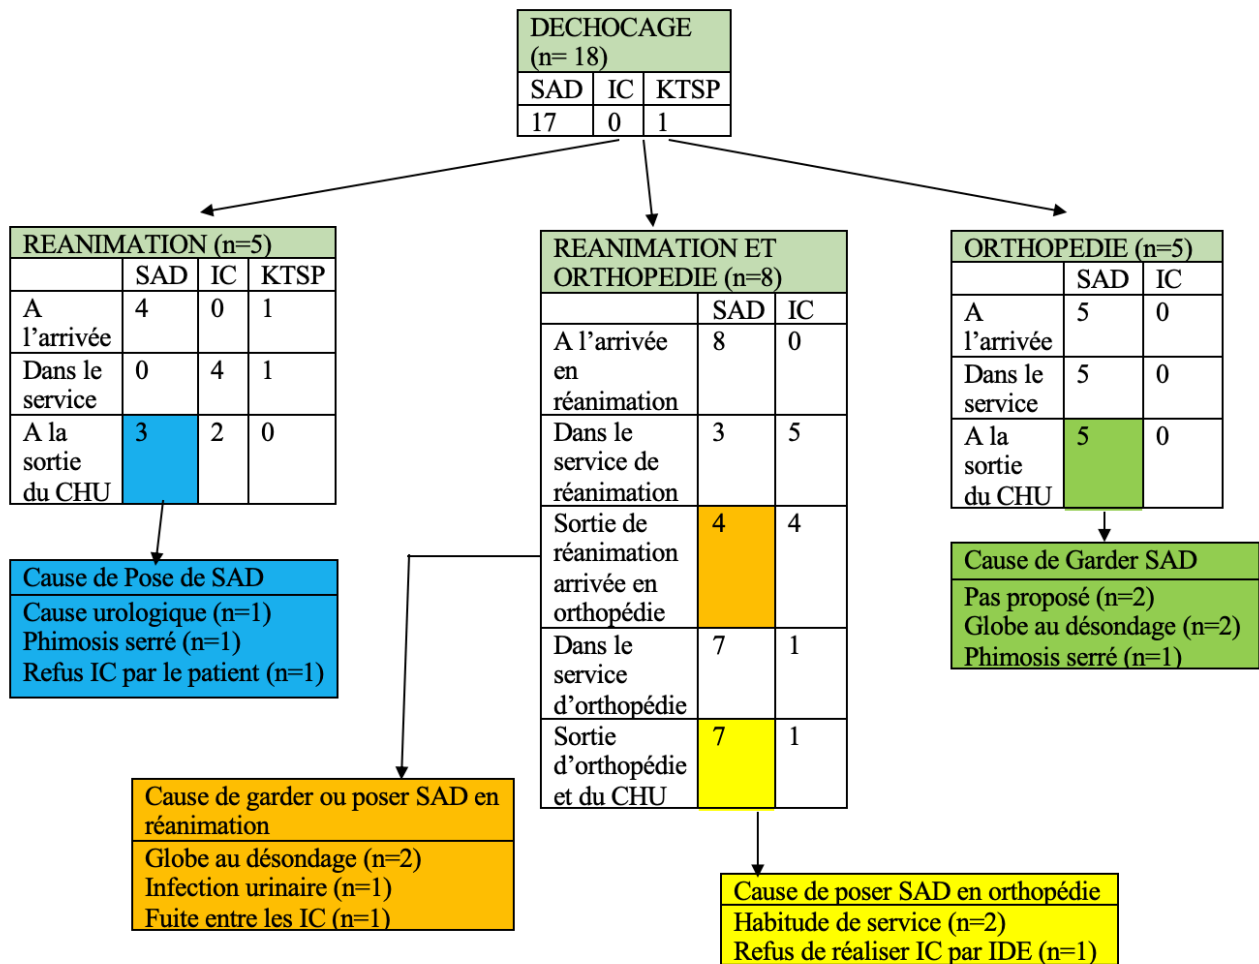 DECHOCAGE
(n= 18)
SAD IC KTSP
17 0 1
REANIMATION (n=5)
SAD IC KTSP
A
l’arrivée 4 0 1
Dans le
service 0 4 1
A la
sortie
du CHU 3 2 0
Cause de Pose de SAD
Cause urologique (n=1)
Phimosis serré (n=1)
Refus IC par le patient (n=1)
REANIMATION ET
ORTHOPEDIE (n=8)
SAD IC
A l’arrivée
en
réanimation 8 0
Dans le
service de
réanimation 3 5
Sortie de
réanimation
arrivée en
orthopédie 4 4
Dans le
service
d’orthopédie 7 1
Sortie
d’orthopédie
et du CHU 7 1
ORTHOPEDIE (n=5)
SAD IC
A
l’arrivée 5 0
Dans le
service 5 0
A la
sortie
du CHU 5 0
Cause de Garder SAD
Pas proposé (n=2)
Globe au désondage (n=2)
Phimosis serré (n=1)
Cause de garder ou poser SAD en
réanimation
Globe au désondage (n=2)
Infection urinaire (n=1)
Fuite entre les IC (n=1)
Cause de poser SAD en orthopédie
Habitude de service (n=2)
Refus de réaliser IC par IDE (n=1)